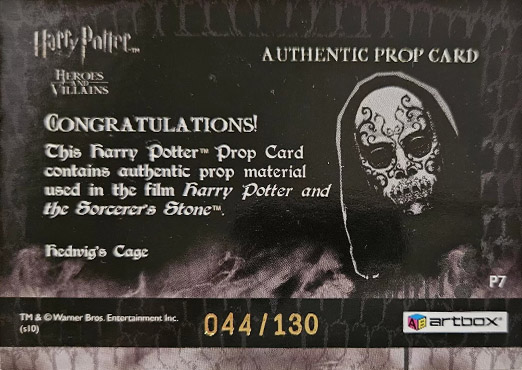 Harry Potter™
HEROES
AND
VILLAINS
AUTHENTIC PROP CARD
CONGRATULATIONS!
This Harry Potter™ Prop Card
contains authentic prop material
used in the film Harry Potter and
the Sorcerer's Stone™.
Hedwig's Cage
P7
TM & © Warner Bros. Entertainment Inc.
(s10)
044/130
AB artbox®